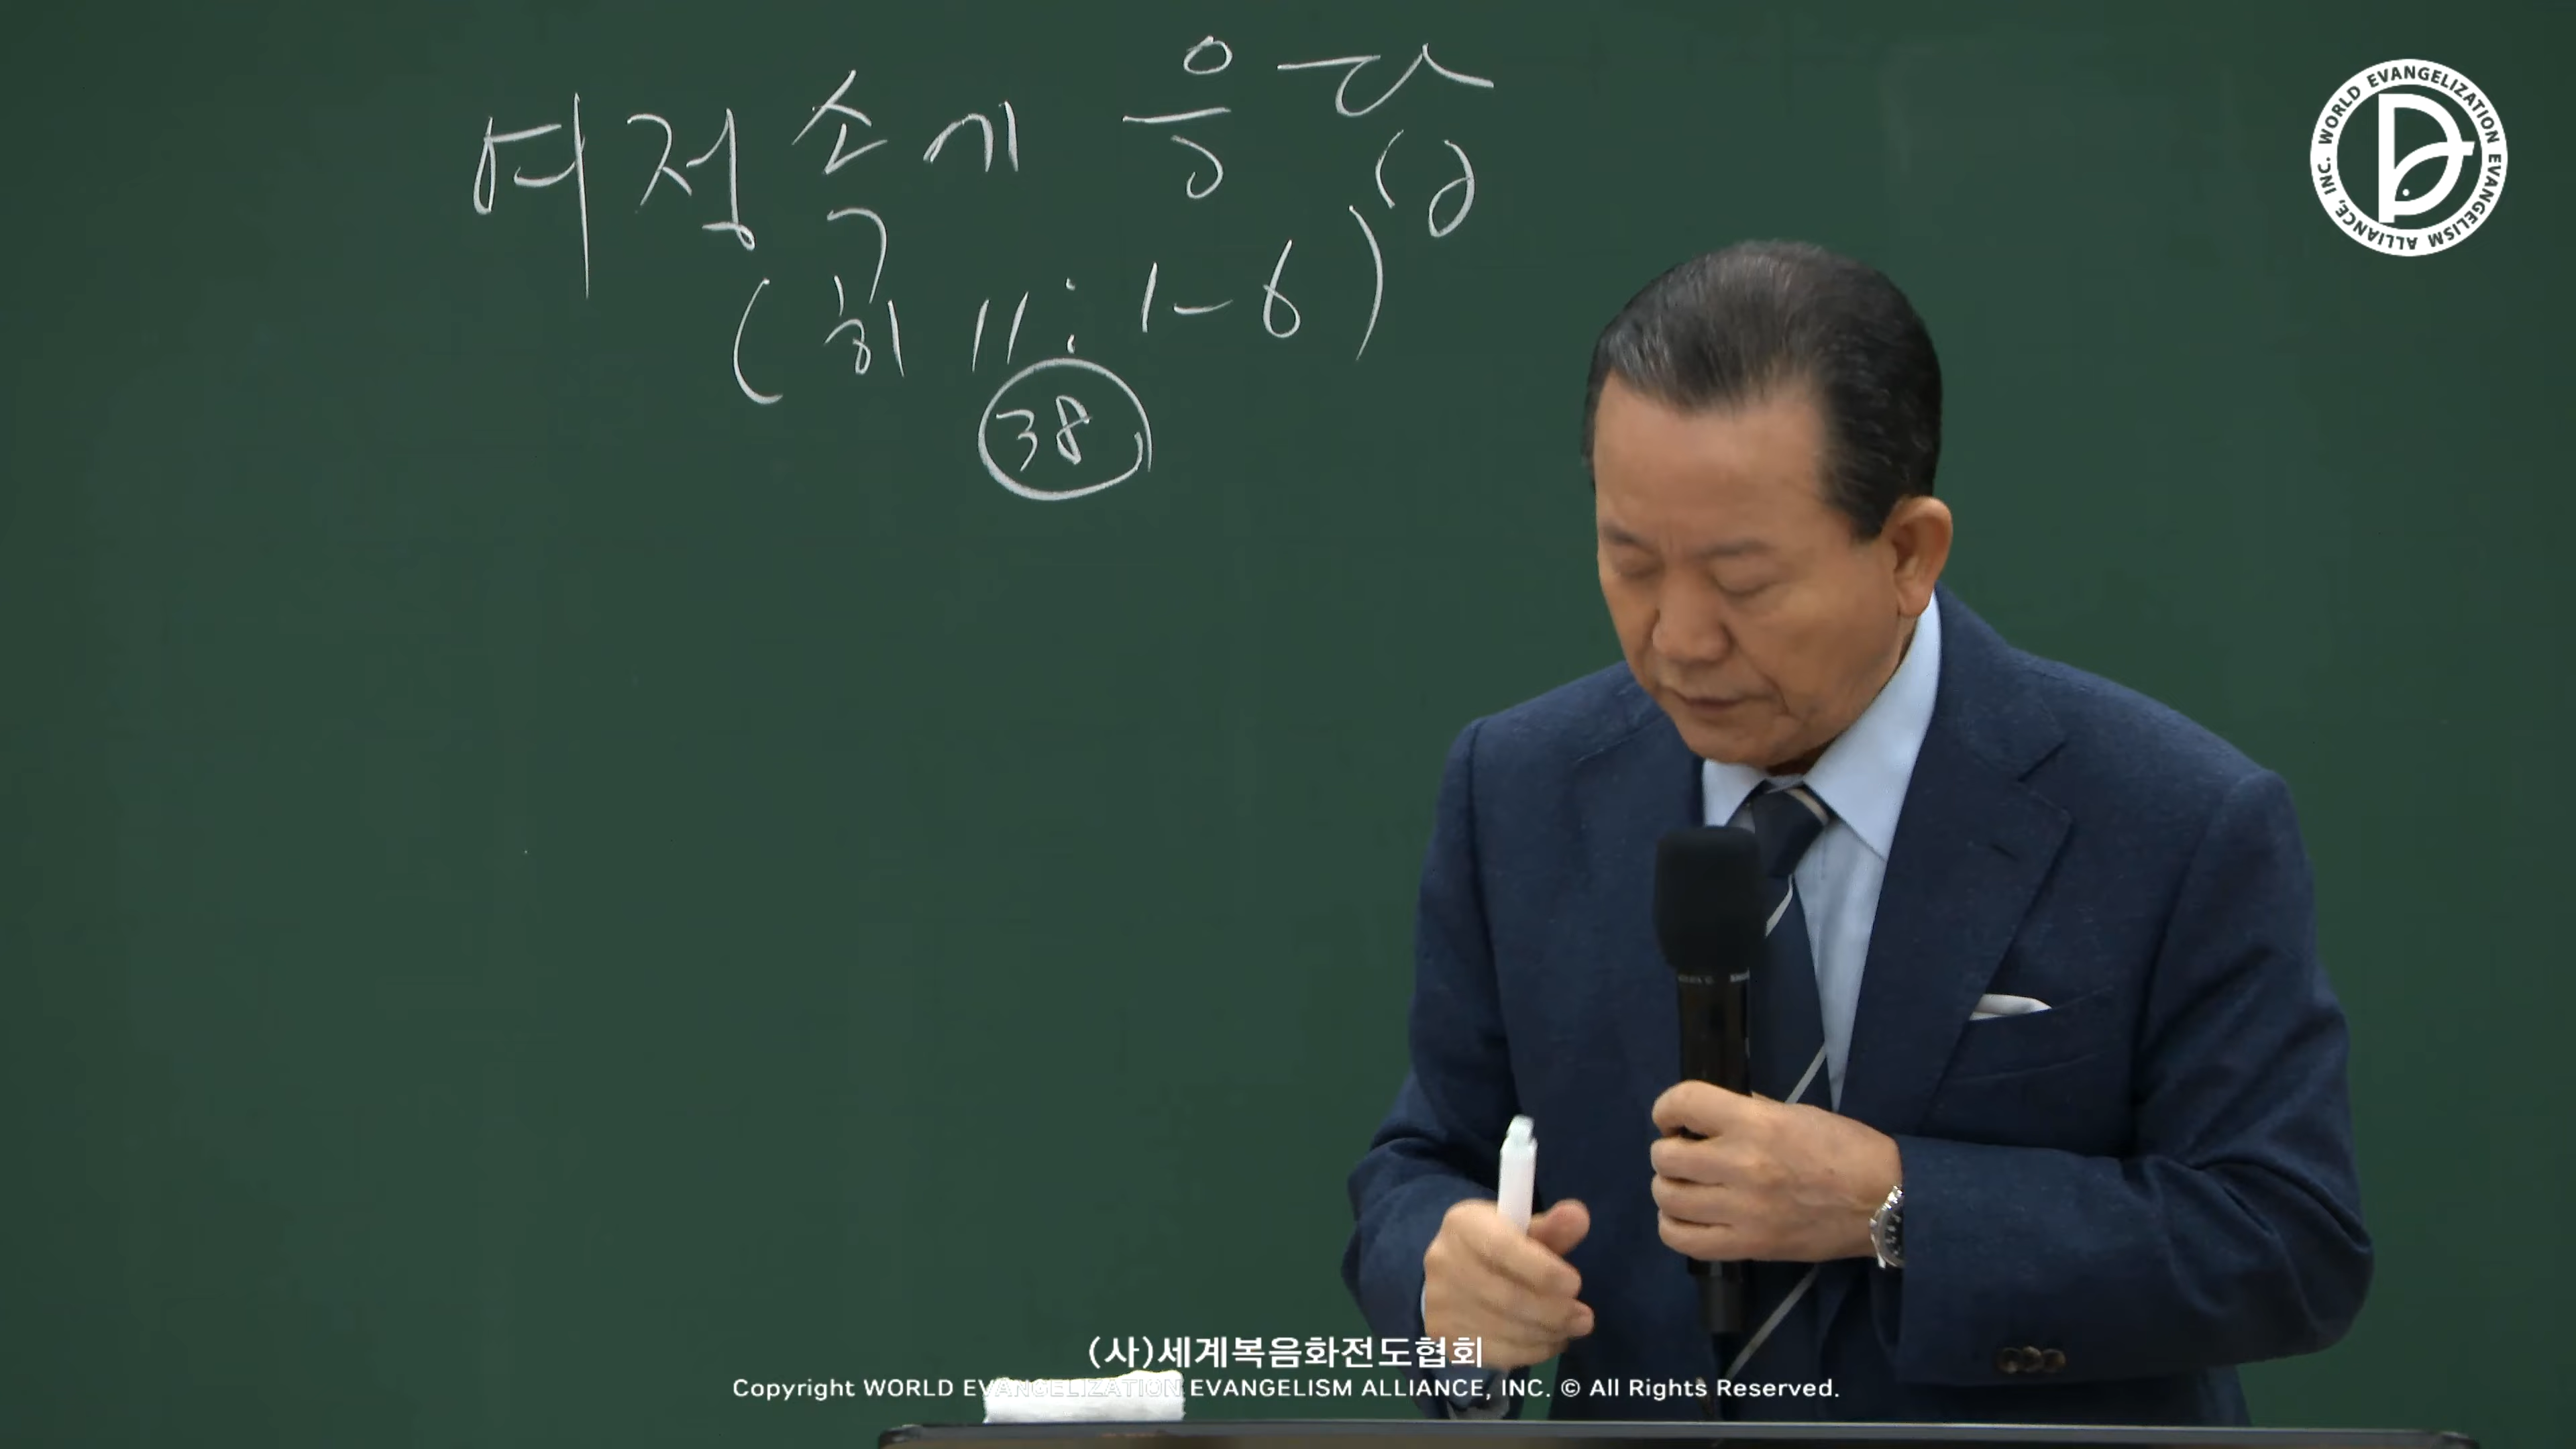 여정 속에 응답
(히 11:1-6)
38
WORLD EVANGELIZATION EVANGELISM ALLIANCE, INC.
(사)세계복음화전도협회
Copyright WORLD EVANGELIZATION EVANGELISM ALLIANCE, INC. © All Rights Reserved.